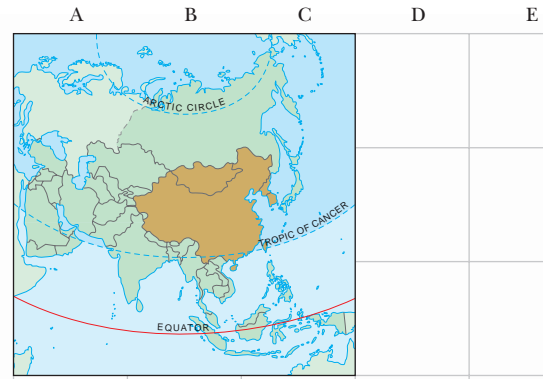 A B C D E
ARCTIC CIRCLE
TROPIC OF CANCER
EQUATOR